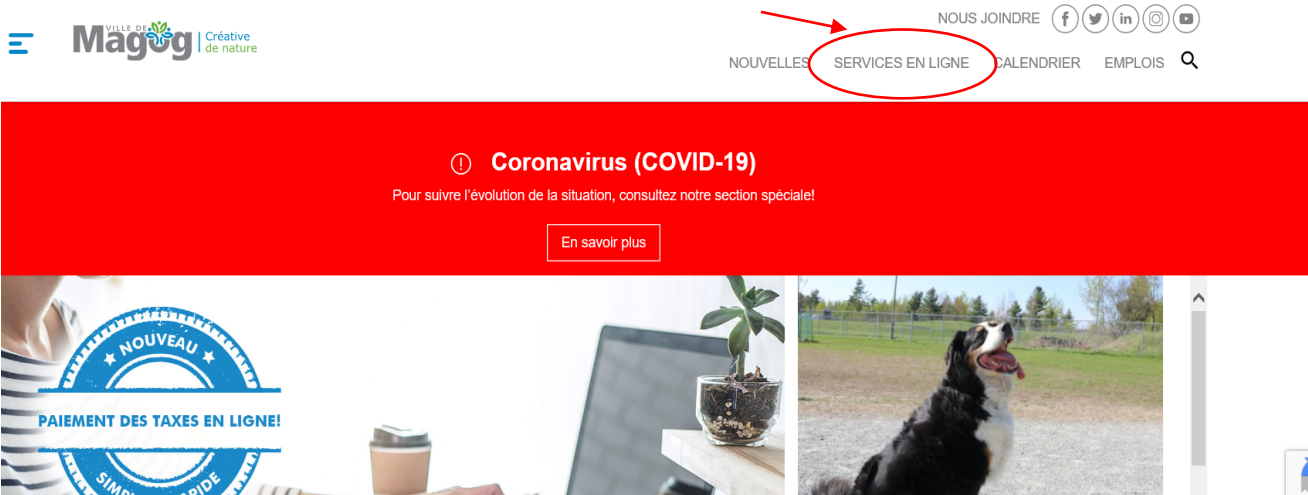 NOUS JOINDRE
VILLE DE
Magog
Créative
de nature
NOUVELLES SERVICES EN LIGNE CALENDRIER EMPLOIS
Coronavirus (COVID-19)
Pour suivre l'évolution de la situation, consultez notre section spéciale!
En savoir plus
NOUVEAU
PAIEMENT DES TAXES EN LIGNE!